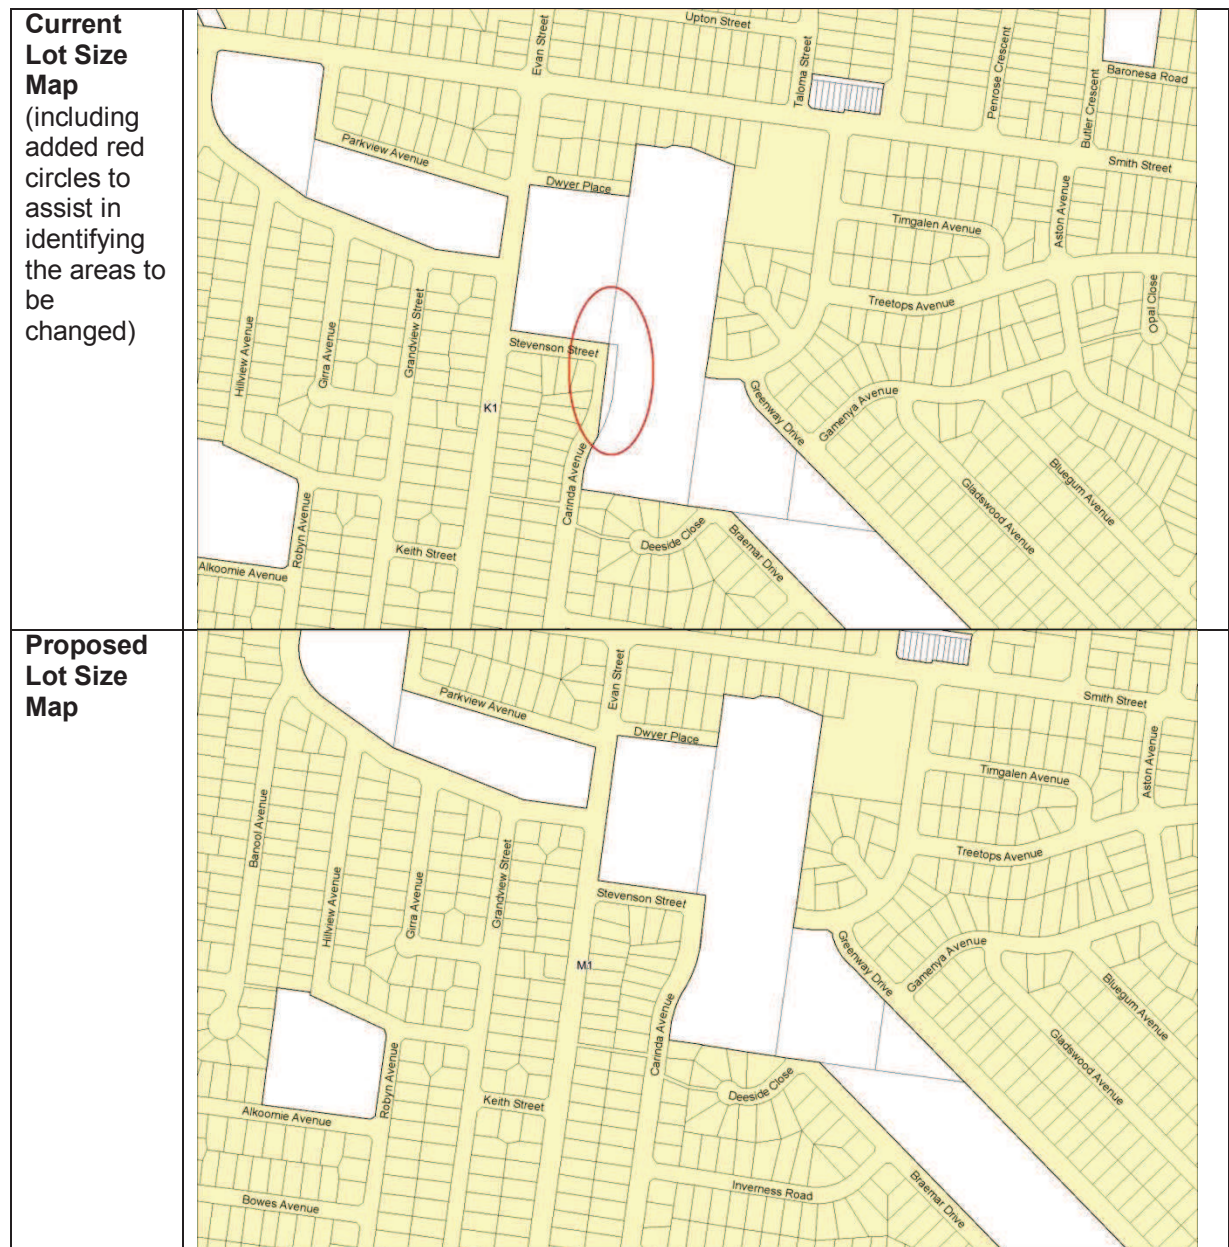 Current
Lot Size
Map
(including
added red
circles to
assist in
identifying
the areas to
be
changed)
Upton Street
Evan Street
Taloma Street
Penrose Crescent
Butler Crescent
Baronesa Road
Parkview Avenue
Dwyer Place
Smith Street
Timgalen Avenue
Aston Avenue
Treetops Avenue
Opal Close
Hillview Avenue
Girra Avenue
Grandview Street
Stevenson Street
K1
Greenway Drive
Gamenya Avenue
Carinda Avenue
Bluegum Avenue
Gladswood Avenue
Robyn Avenue
Keith Street
Deeside Close
Braemar Drive
Alkoomie Avenue
Proposed
Lot Size
Map
Evan Street
Parkview Avenue
Smith Street
Dwyer Place
Aston Avenue
Timgalen Avenue
Treetops Avenue
Banool Avenue
Hillview Avenue
Girra Avenue
Grandview Street
Stevenson Street
M1
Greenway Drive
Gamenya Avenue
Bluegum Avenue
Carinda Avenue
Gladswood Avenue
Robyn Avenue
Keith Street
Deeside Close
Alkoomie Avenue
Inverness Road
Braemar Drive
Bowes Avenue